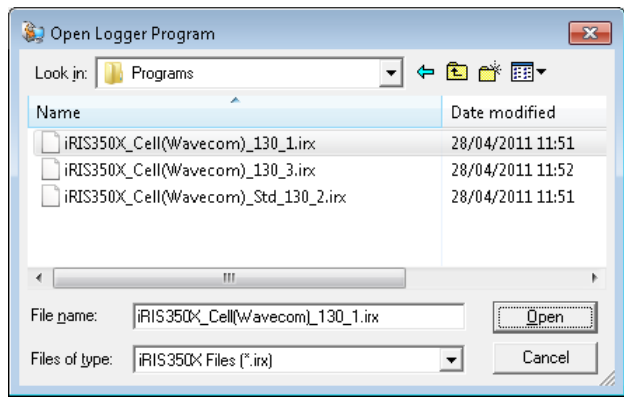 Open Logger Program
Look in: Programs
Name Date modified
iRIS350X_Cell(Wavecom)_130_1.irx 28/04/2011 11:51
iRIS350X_Cell(Wavecom)_130_3.irx 28/04/2011 11:52
iRIS350X_Cell(Wavecom)_Std_130_2.irx 28/04/2011 11:51
File name: iRIS350X_Cell(Wavecom)_130_1.irx Open
Files of type: iRIS350X Files (*.irx) Cancel